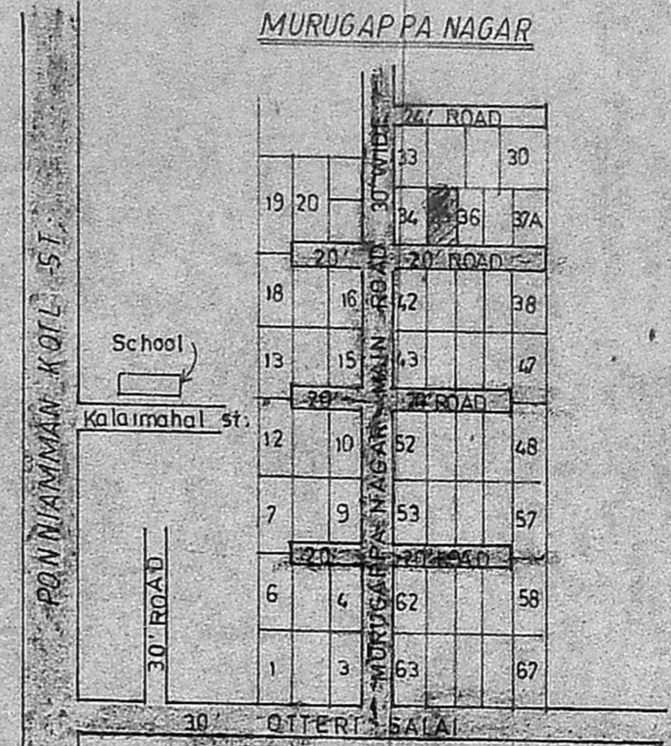 MURUGAPPA NAGAR
PONNIAMMAN KOIL ST.
School
Kalaimahal St.
30' ROAD
30' OTTERI SALAI
MURUGAPPA NAGAR MAIN ROAD 30' WIDE
24' ROAD
33 30
19 20 34 36 37A
20' 20' ROAD
18 16 42 38
13 15 43 47
20' ROAD
12 10 52 48
7 9 53 57
20' 20' ROAD
6 4 62 58
1 3 63 67